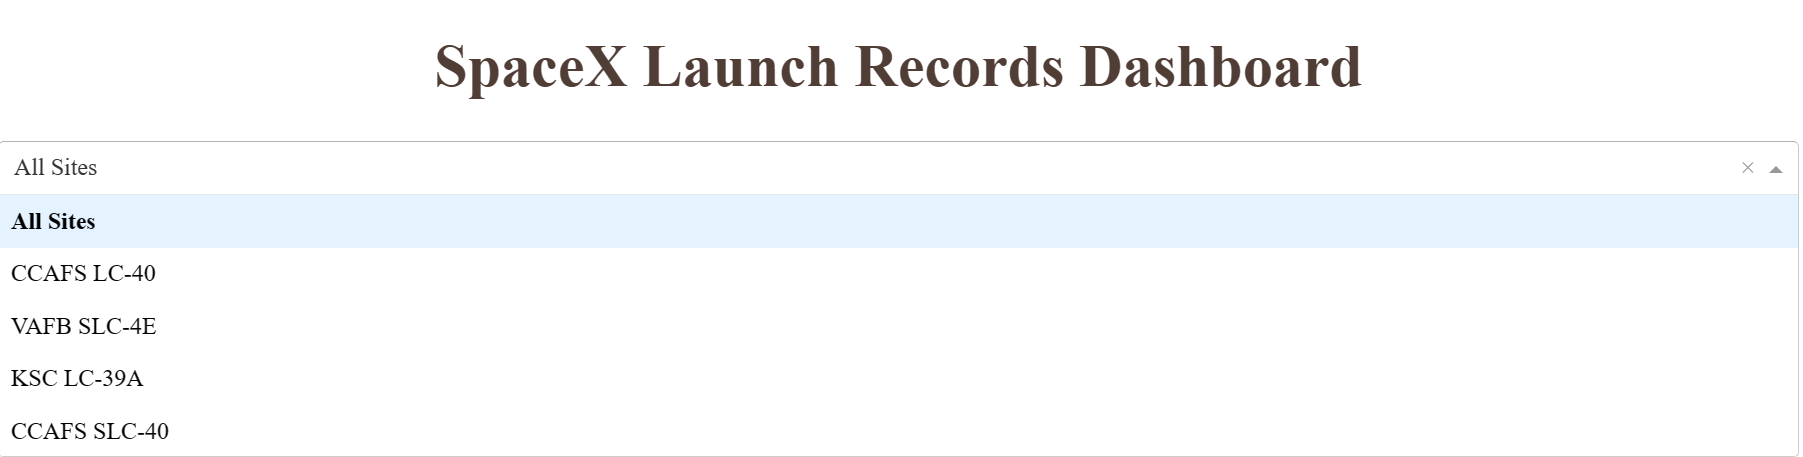 SpaceX Launch Records Dashboard
All Sites
All Sites
CCAFS LC-40
VAFB SLC-4E
KSC LC-39A
CCAFS SLC-40